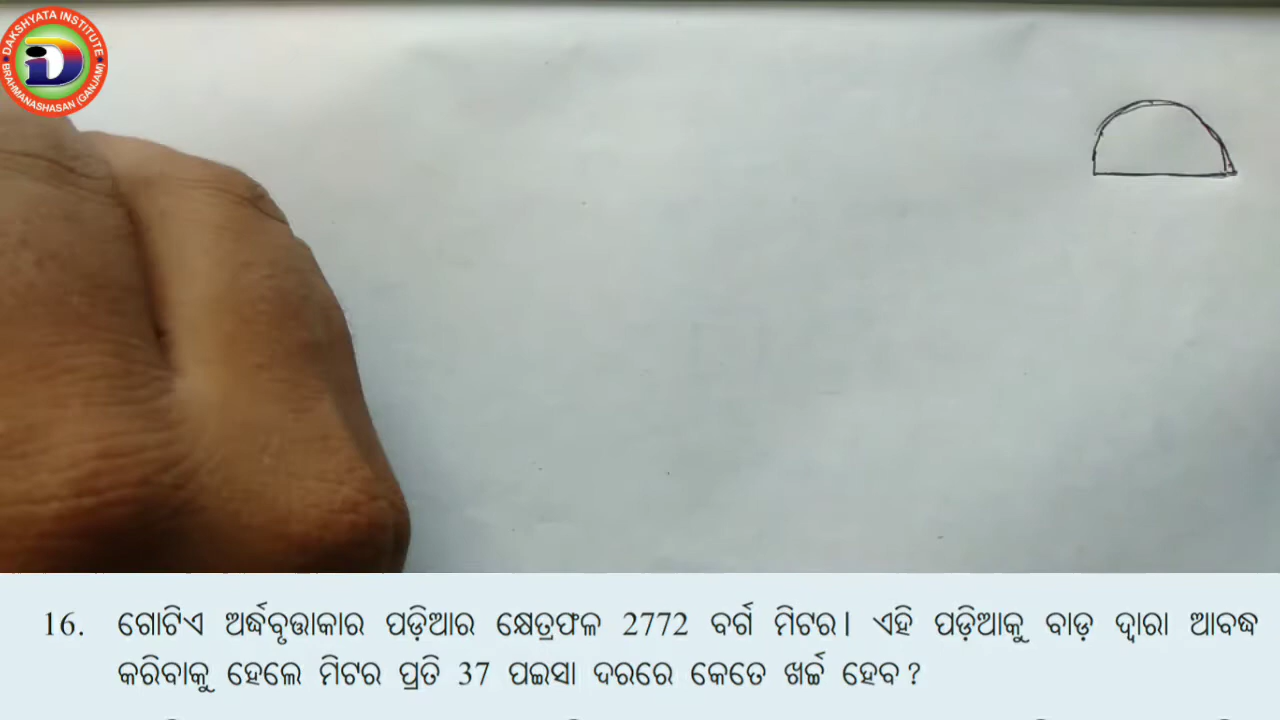 DAKSHYATA INSTITUTE
D
BRAHMANASHASAN (GANJAM)
16. ଗୋଟିଏ ଅର୍ଦ୍ଧବୃତ୍ତାକାର ପଡ଼ିଆର କ୍ଷେତ୍ରଫଳ 2772 ବର୍ଗ ମିଟର। ଏହି ପଡ଼ିଆକୁ ବାଡ଼ ଦ୍ୱାରା ଆବଦ୍ଧ
କରିବାକୁ ହେଲେ ମିଟର ପ୍ରତି 37 ପଇସା ଦରରେ କେତେ ଖର୍ଚ୍ଚ ହେବ ?